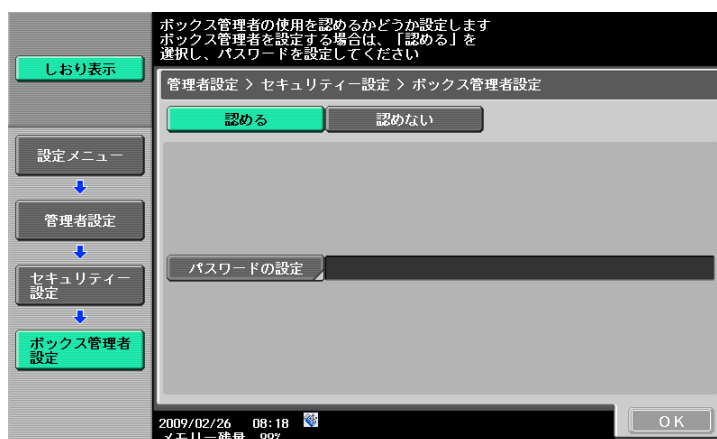 ボックス管理者の使用を認めるかどうか設定します
ボックス管理者を設定する場合は、「認める」を
選択し、パスワードを設定してください
しおり表示
管理者設定 > セキュリティー設定 > ボックス管理者設定
認める
認めない
設定メニュー
管理者設定
パスワードの設定
セキュリティー
設定
ボックス管理者
設定
2009/02/26 08:18
メモリー残量 99%
OK